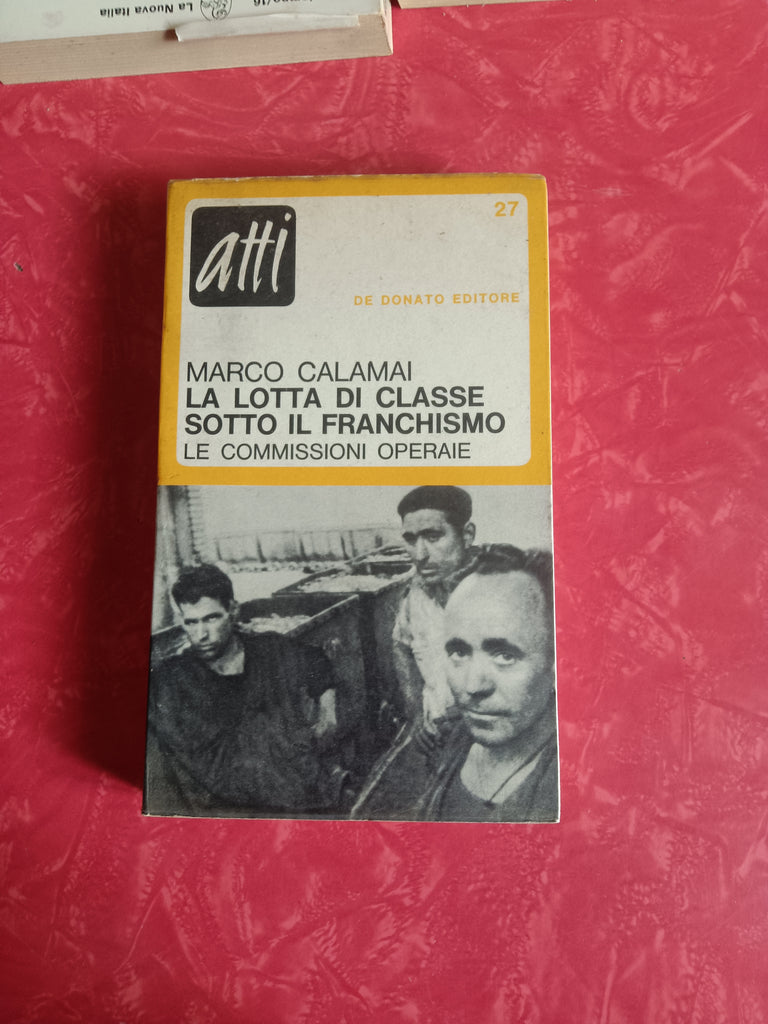 La Nuova Italia
atti
27
DE DONATO EDITORE
MARCO CALAMAI
LA LOTTA DI CLASSE
SOTTO IL FRANCHISMO
LE COMMISSIONI OPERAIE